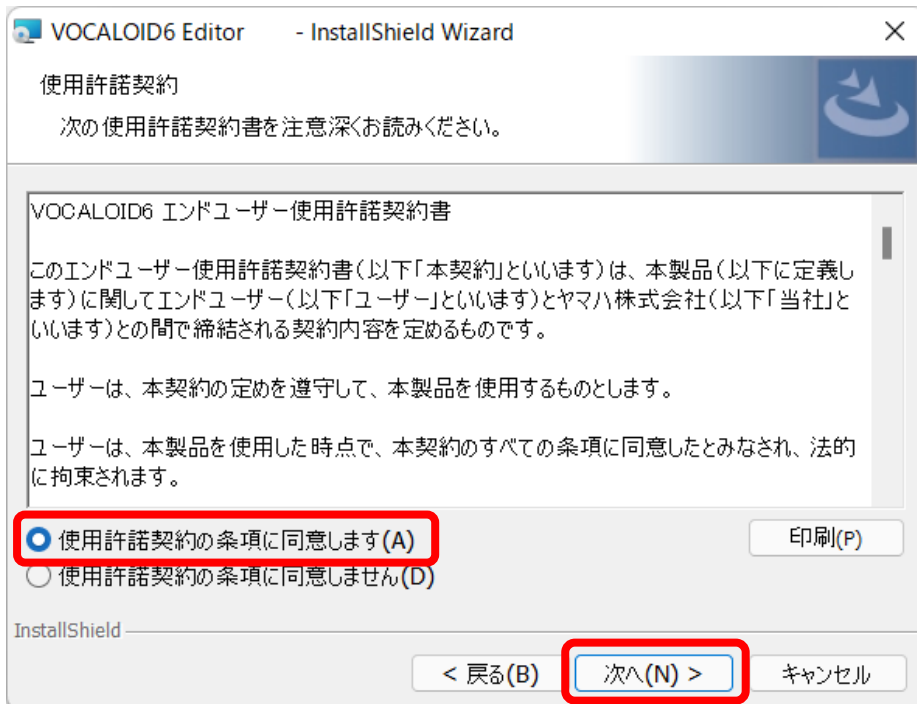 VOCALOID6 Editor - InstallShield Wizard
使用許諾契約
次の使用許諾契約書を注意深くお読みください。
VOCALOID6 エンドユーザー使用許諾契約書
このエンドユーザー使用許諾契約書(以下「本契約」といいます)は、本製品(以下に定義し
ます)に関してエンドユーザー(以下「ユーザー」といいます)とヤマハ株式会社(以下「当社」と
いいます)との間で締結される契約内容を定めるものです。
ユーザーは、本契約の定めを遵守して、本製品を使用するものとします。
ユーザーは、本製品を使用した時点で、本契約のすべての条項に同意したとみなされ、法的
に拘束されます。
使用許諾契約の条項に同意します(A)
印刷(P)
使用許諾契約の条項に同意しません(D)
InstallShield
< 戻る(B)
次へ(N) >
キャンセル